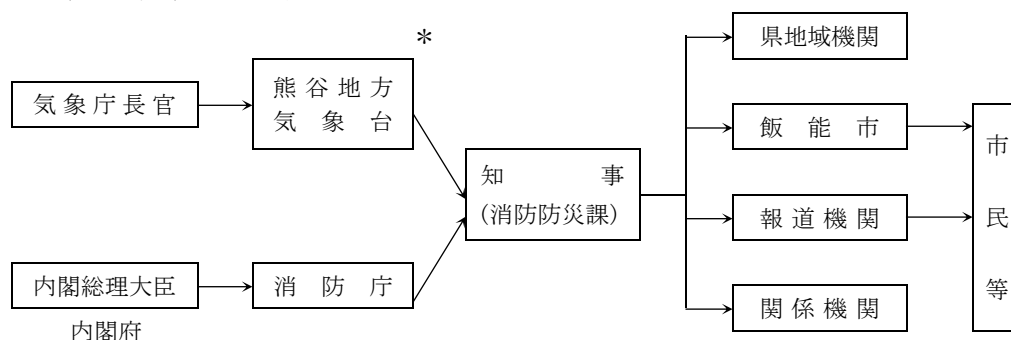 *
気象庁長官
熊谷地方
気象台
知事
(消防防災課)
内閣総理大臣
内閣府
消防庁
県地域機関
飯能市
報道機関
関係機関
市民等